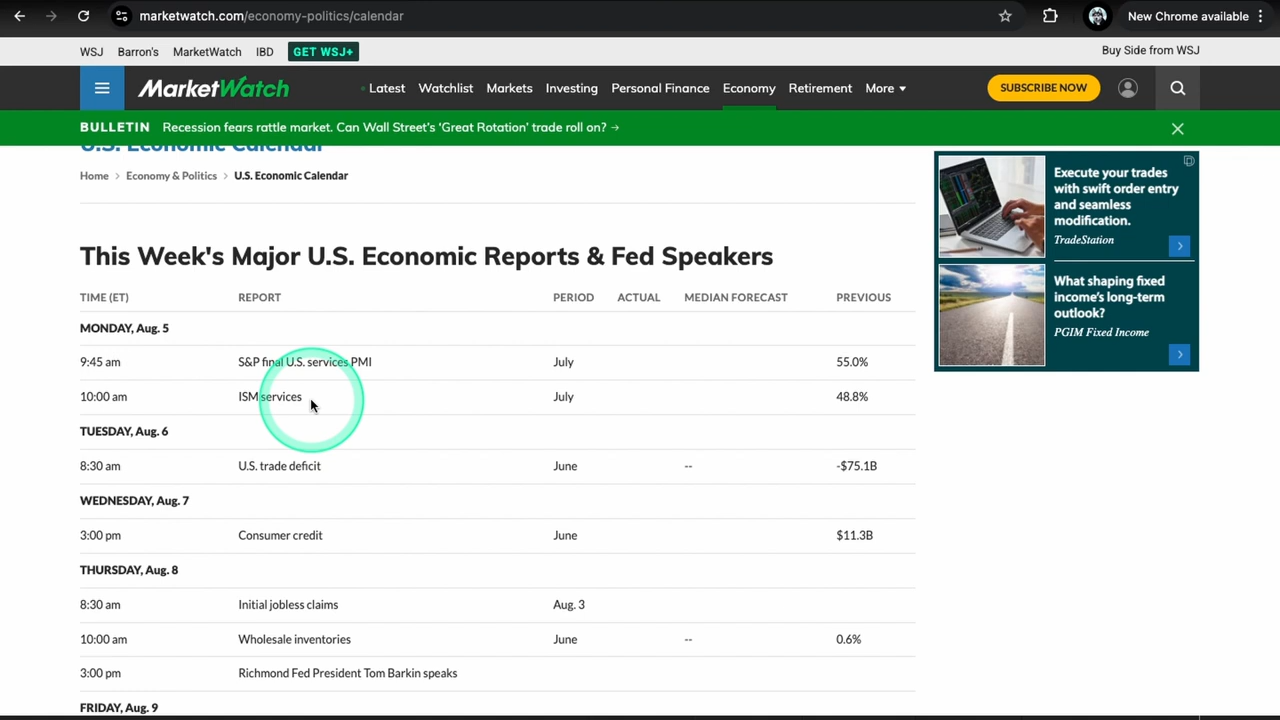 marketwatch.com/economy-politics/calendar
New Chrome available
WSJ Barron's MarketWatch IBD GET WSJ+ Buy Side from WSJ
MarketWatch Latest Watchlist Markets Investing Personal Finance Economy Retirement More SUBSCRIBE NOW
BULLETIN Recession fears rattle market. Can Wall Street's 'Great Rotation' trade roll on? →
U.S. Economic Calendar
Home > Economy & Politics > U.S. Economic Calendar
This Week's Major U.S. Economic Reports & Fed Speakers
TIME (ET) REPORT PERIOD ACTUAL MEDIAN FORECAST PREVIOUS
MONDAY, Aug. 5
9:45 am S&P final U.S. services PMI July 55.0%
10:00 am ISM services July 48.8%
TUESDAY, Aug. 6
8:30 am U.S. trade deficit June -- -$75.1B
WEDNESDAY, Aug. 7
3:00 pm Consumer credit June $11.3B
THURSDAY, Aug. 8
8:30 am Initial jobless claims Aug. 3
10:00 am Wholesale inventories June -- 0.6%
3:00 pm Richmond Fed President Tom Barkin speaks
FRIDAY, Aug. 9
Execute your trades
with swift order entry
and seamless
modification.
TradeStation
What shaping fixed
income's long-term
outlook?
PGIM Fixed Income